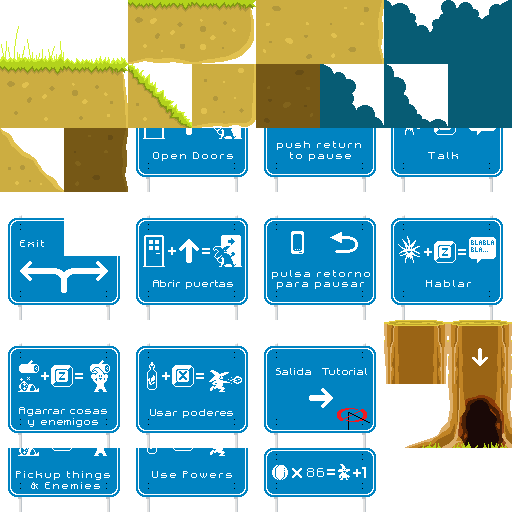 Open Doors
push return
to pause
Talk
Exit
+ =
Abrir puertas
pulsa retorno
para pausar
+ Z = BLABLA
BLA...
Hablar
+ Z =
Agarrar cosas
y enemigos
+ X =
Usar poderes
Salida Tutorial
Pickup things
& Enemies
Use Powers
x 86 = +1